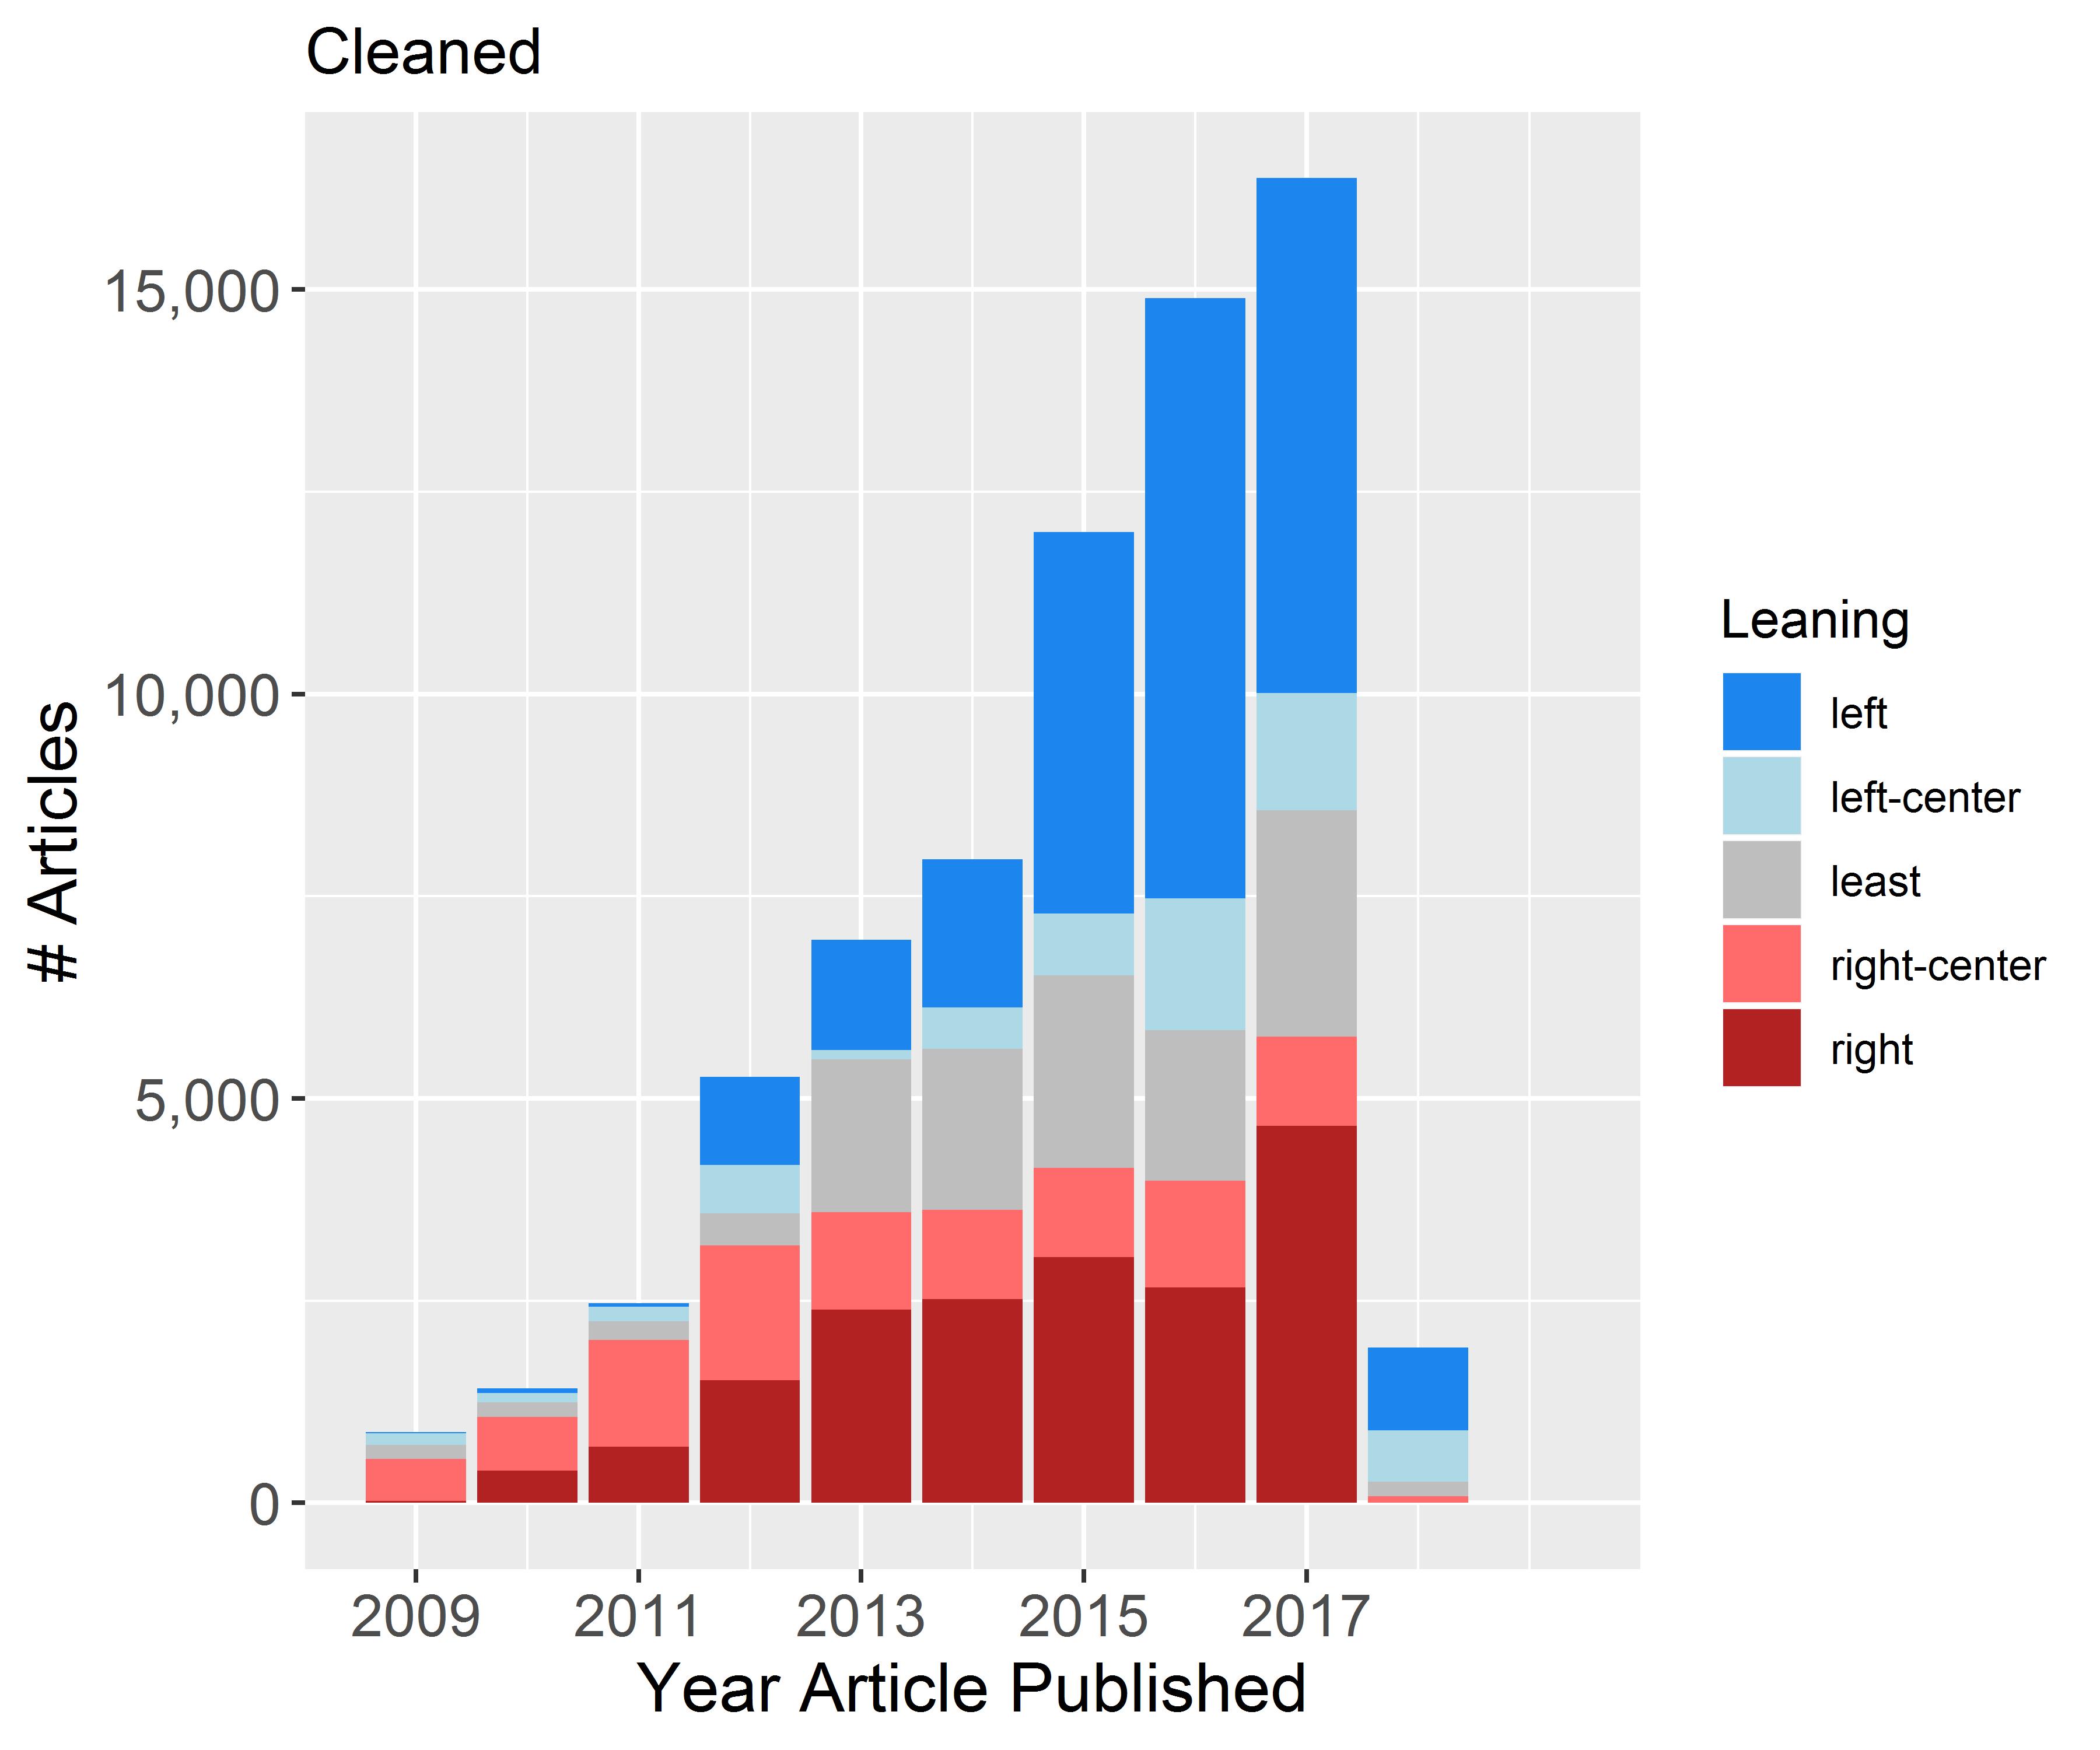 Cleaned
# Articles
15,000
10,000
5,000
0
2009 2011 2013 2015 2017
Year Article Published
Leaning
left
left-center
least
right-center
right